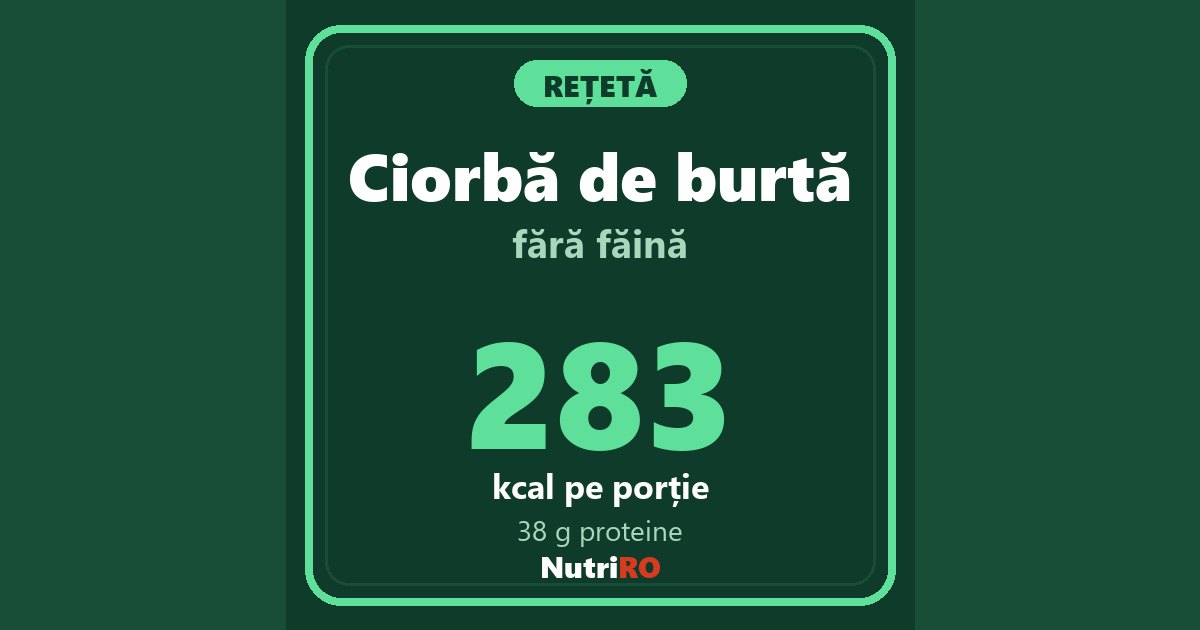 REȚETĂ
Ciorbă de burtă
fără făină
283
kcal pe porție
38 g proteine
NutriRO